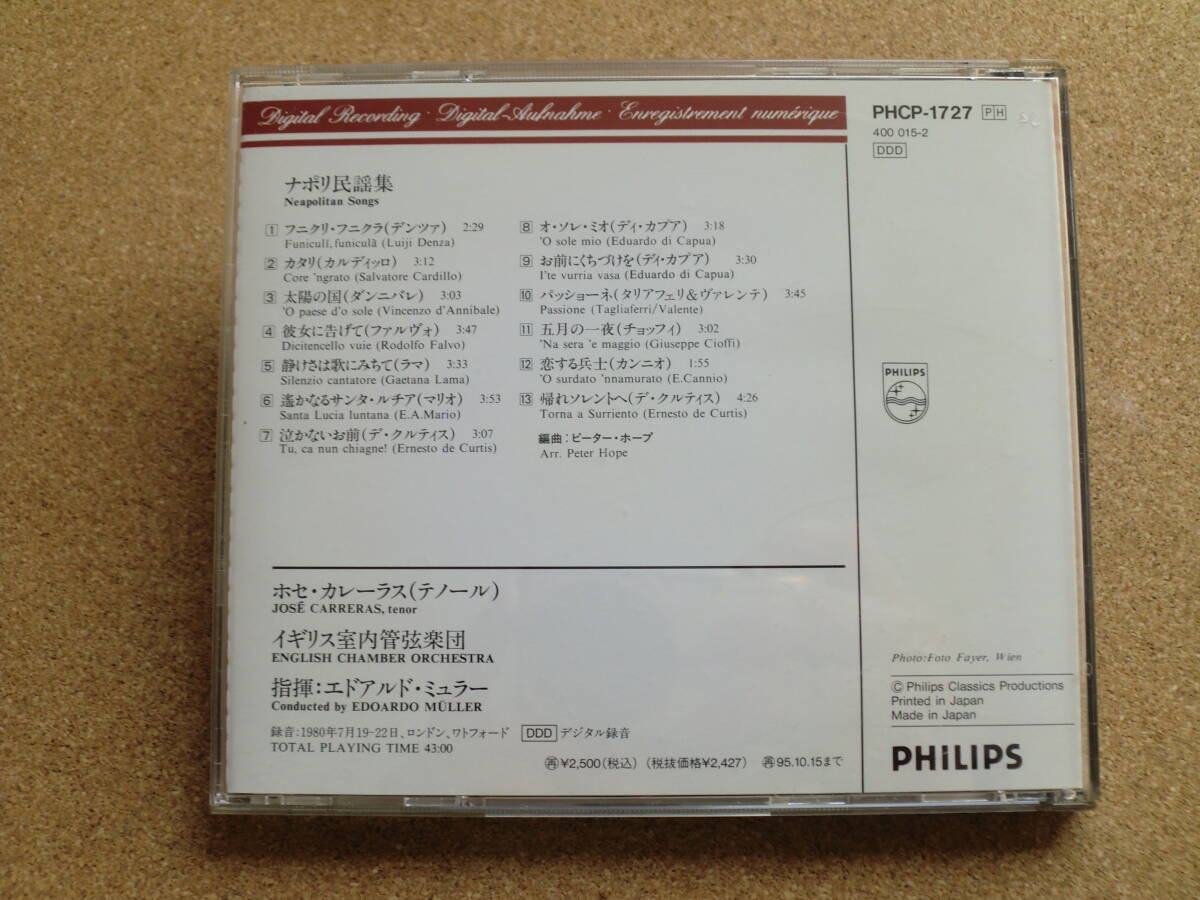 Digital Recording · Digital-Aufnahme · Enregistrement numérique
ナポリ民謡集
Neapolitan Songs
1 フニクリ・フニクラ(デンツァ) 2:29
Funiculì, funiculà (Luiji Denza)
2 カタリ(カルディッロ) 3:12
Core 'ngrato (Salvatore Cardillo)
3 太陽の国(ダンニバレ) 3:03
'O paese d'o sole (Vincenzo d'Annibale)
4 彼女に告げて(ファルヴォ) 3:47
Dicitencello vuie (Rodolfo Falvo)
5 静けさは歌にみちて(ラマ) 3:33
Silenzio cantatore (Gaetana Lama)
6 遙かなるサンタ・ルチア(マリオ) 3:53
Santa Lucia luntana (E.A.Mario)
7 泣かないお前(デ・クルティス) 3:07
Tu, ca nun chiagne! (Ernesto de Curtis)
8 オ・ソレ・ミオ(ディ・カプア) 3:18
'O sole mio (Eduardo di Capua)
9 お前にくちづけを(ディ・カプア) 3:30
I'te vurria vasa (Eduardo di Capua)
10 パッショーネ(タリアフェリ&ヴァレンテ) 3:45
Passione (Tagliaferri/Valente)
11 五月の一夜(チョッフィ) 3:02
'Na sera 'e maggio (Giuseppe Cioffi)
12 恋する兵士(カンニオ) 1:55
'O surdato 'nnamurato (E.Cannio)
13 帰れソレントへ(デ・クルティス) 4:26
Torna a Surriento (Ernesto de Curtis)
編曲:ピーター・ホープ
Arr. Peter Hope
ホセ・カレーラス(テノール)
JOSÉ CARRERAS, tenor
イギリス室内管弦楽団
ENGLISH CHAMBER ORCHESTRA
指揮:エドアルド・ミュラー
Conducted by EDOARDO MÜLLER
録音:1980年7月19-22日、ロンドン、ワトフォード DDD デジタル録音
TOTAL PLAYING TIME 43:00
再¥2,500(税込) (税抜価格¥2,427) 再95.10.15まで
PHCP-1727 PH
400 015-2
DDD
PHILIPS
Photo:Foto Fayer, Wien
© Philips Classics Productions
Printed in Japan
Made in Japan
PHILIPS